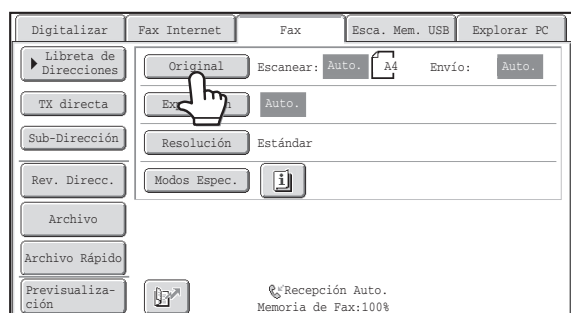 Digitalizar Fax Internet Fax Esca. Mem. USB Explorar PC
Libreta de
Direcciones
Original Escanear: Auto. A4 Envío: Auto.
TX directa
Auto.
Sub-Dirección
Resolución Estándar
Rev. Direcc.
Modos Espec.
Archivo
Archivo Rápido
Previsualiza-
ción
Recepción Auto.
Memoria de Fax:100%